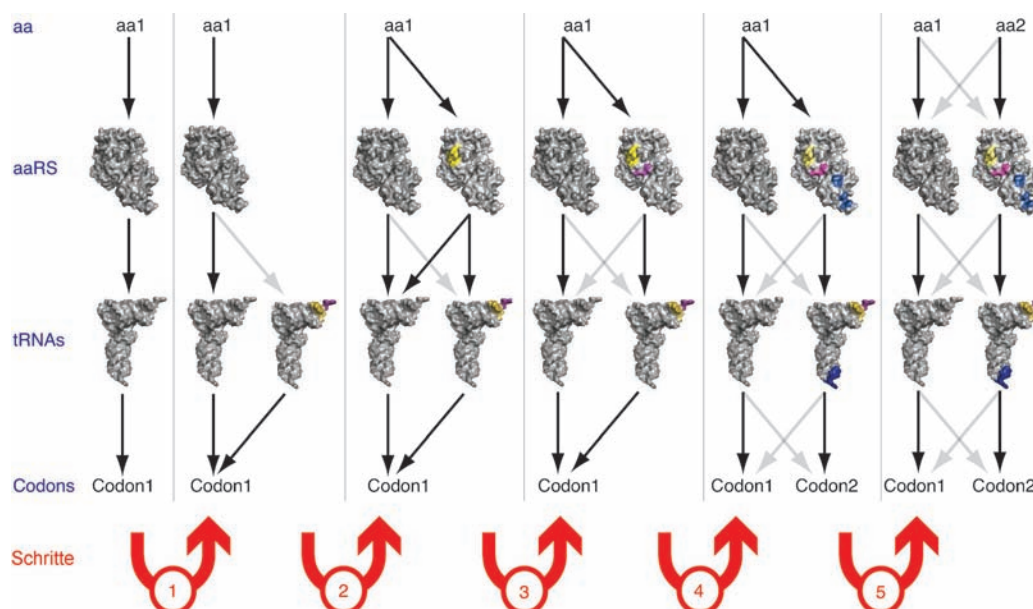 aa aa1 aa1 aa1 aa1 aa1 aa1 aa2
aaRS
tRNAs
Codons Codon1 Codon1 Codon1 Codon1 Codon1 Codon2 Codon1 Codon2
Schritte 1 2 3 4 5